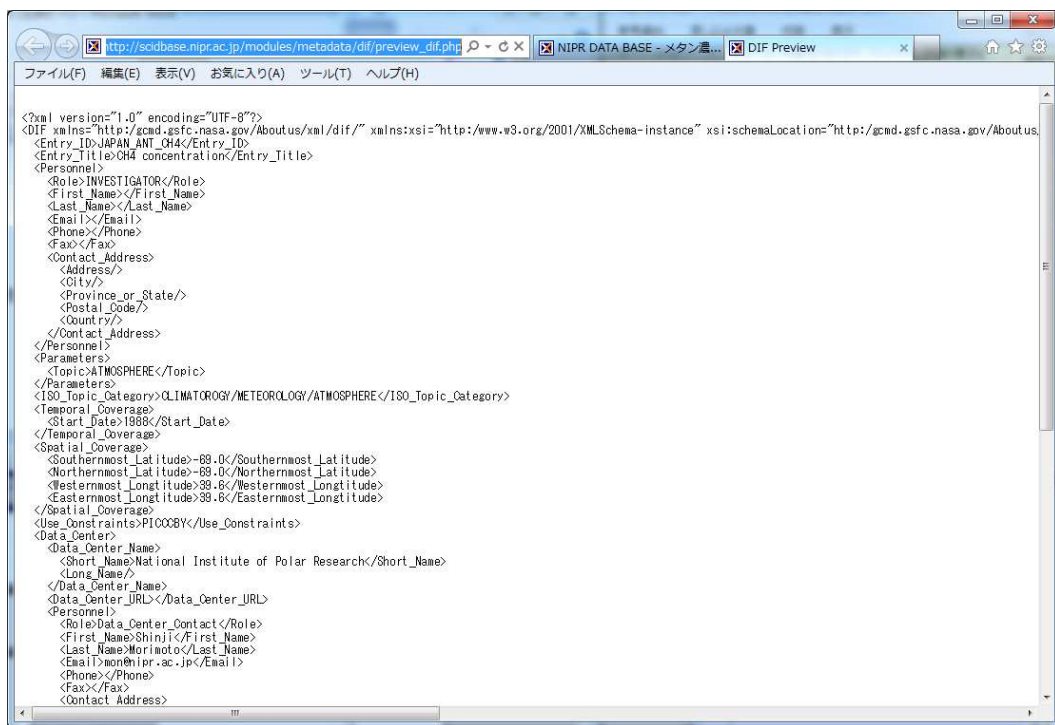 http://scidbase.nipr.ac.jp/modules/metadata/dif/preview_dif.php
NIPR DATA BASE - メタン濃...
DIF Preview
ファイル(F) 編集(E) 表示(V) お気に入り(A) ツール(T) ヘルプ(H)
<?xml version="1.0" encoding="UTF-8"?>
<DIF xmlns="http:/gcmd.gsfc.nasa.gov/Aboutus/xml/dif/" xmlns:xsi="http:/www.w3.org/2001/XMLSchema-instance" xsi:schemaLocation="http:/gcmd.gsfc.nasa.gov/Aboutus,
<Entry_ID>JAPAN_ANT_CH4</Entry_ID>
<Entry_Title>CH4 concentration</Entry_Title>
<Personnel>
<Role>INVESTIGATOR</Role>
<First_Name></First_Name>
<Last_Name></Last_Name>
<Email></Email>
<Phone></Phone>
<Fax></Fax>
<Contact_Address>
<Address/>
<City/>
<Province_or_State/>
<Postal_Code/>
<Country/>
</Contact_Address>
</Personnel>
<Parameters>
<Topic>ATMOSPHERE</Topic>
</Parameters>
<ISO_Topic_Category>CLIMATOROGY/METEOROLOGY/ATMOSPHERE</ISO_Topic_Category>
<Temporal_Coverage>
<Start_Date>1988</Start_Date>
</Temporal_Coverage>
<Spatial_Coverage>
<Southernmost_Latitude>-69.0</Southernmost_Latitude>
<Northernmost_Latitude>-69.0</Northernmost_Latitude>
<Westernmost_Longtitude>39.6</Westernmost_Longtitude>
<Easternmost_Longtitude>39.6</Easternmost_Longtitude>
</Spatial_Coverage>
<Use_Constraints>PICCCBY</Use_Constraints>
<Data_Center>
<Data_Center_Name>
<Short_Name>National Institute of Polar Research</Short_Name>
<Long_Name/>
</Data_Center_Name>
<Data_Center_URL></Data_Center_URL>
<Personnel>
<Role>Data_Center_Contact</Role>
<First_Name>Shinji</First_Name>
<Last_Name>Morimoto</Last_Name>
<Email>mon@nipr.ac.jp</Email>
<Phone></Phone>
<Fax></Fax>
<Contact_Address>